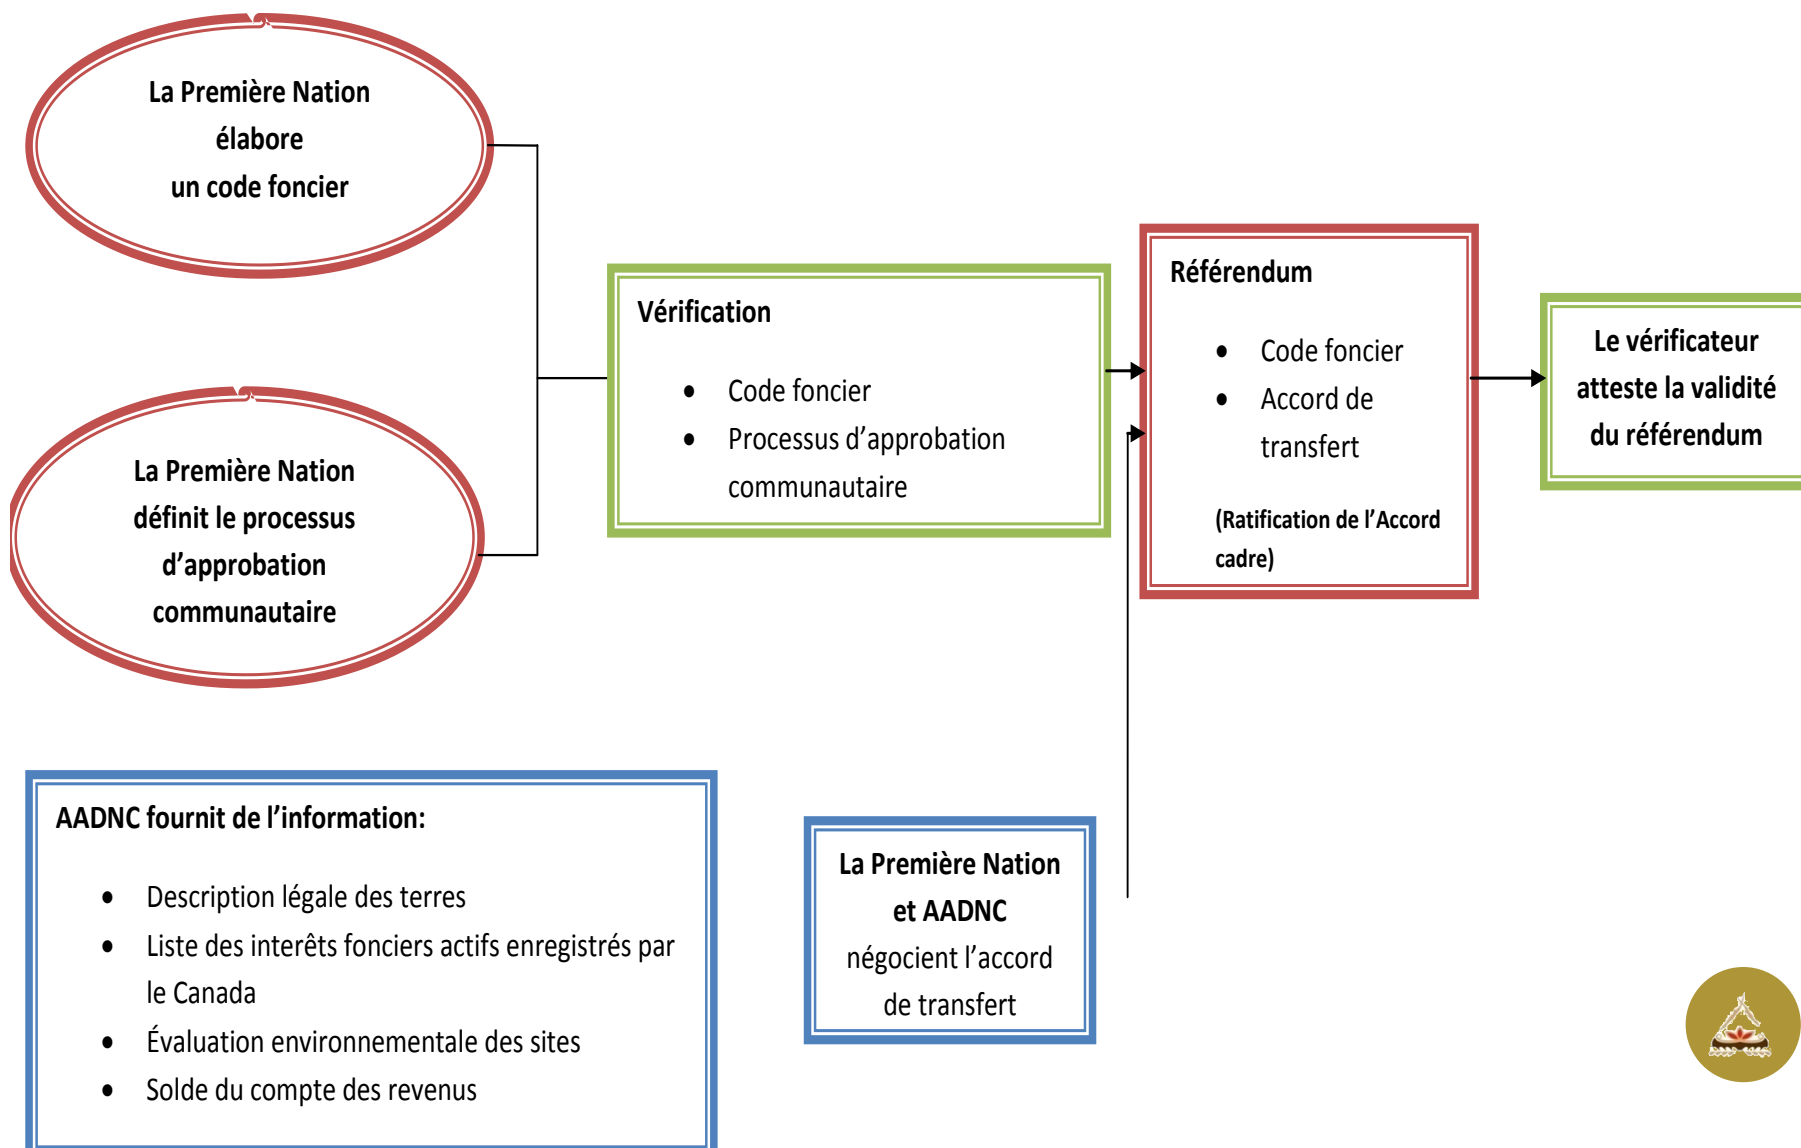 La Première Nation
élabore
un code foncier
La Première Nation
définit le processus
d’approbation
communautaire
Vérification
• Code foncier
• Processus d’approbation
communautaire
Référendum
• Code foncier
• Accord de
transfert
(Ratification de l’Accord
cadre)
Le vérificateur
atteste la validité
du référendum
AADNC fournit de l’information:
• Description légale des terres
• Liste des interêts fonciers actifs enregistrés par
le Canada
• Évaluation environnementale des sites
• Solde du compte des revenus
La Première Nation
et AADNC
négocient l’accord
de transfert